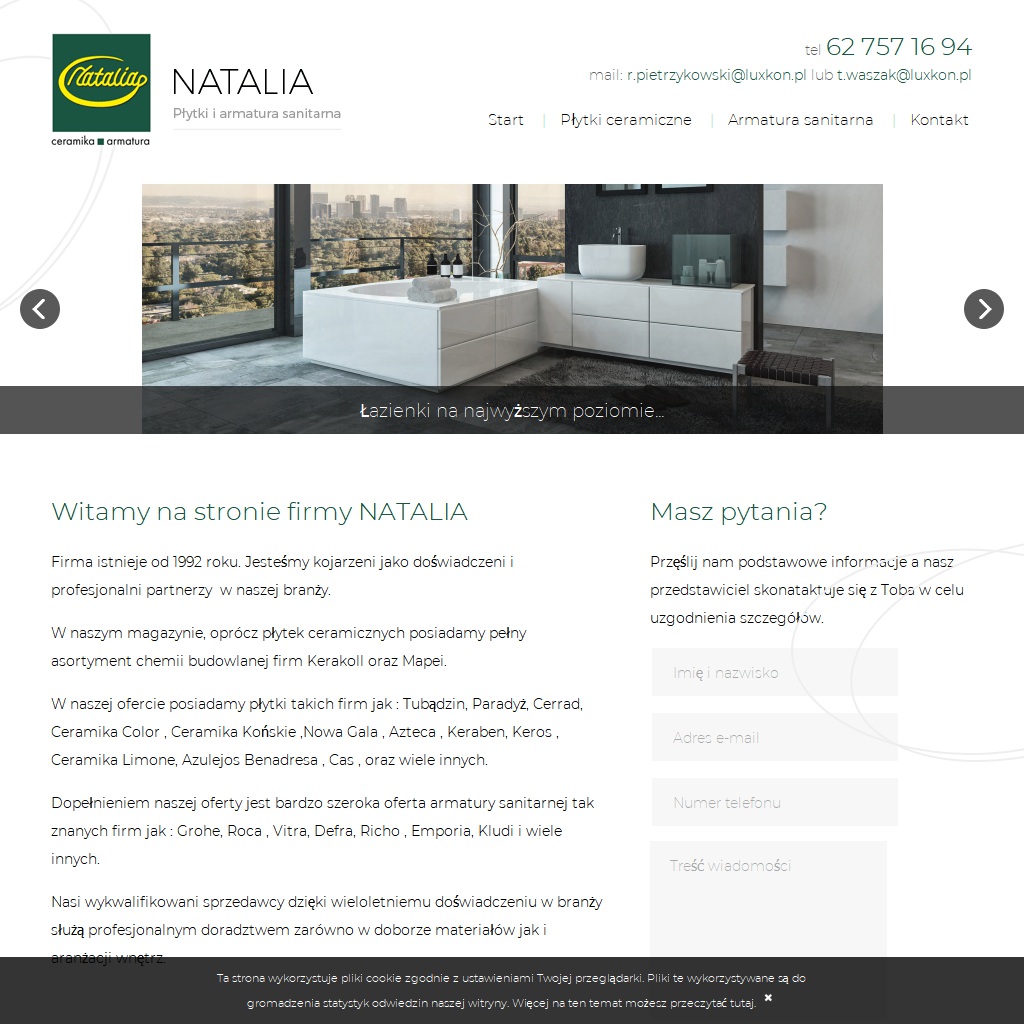 Natalia
ceramika armatura
NATALIA
Płytki i armatura sanitarna
tel 62 757 16 94
mail: r.pietrzykowski@luxkon.pl lub t.waszak@luxkon.pl
Start | Płytki ceramiczne | Armatura sanitarna | Kontakt
Łazienki na najwyższym poziomie...
Witamy na stronie firmy NATALIA
Firma istnieje od 1992 roku. Jesteśmy kojarzeni jako doświadczeni i
profesjonalni partnerzy w naszej branży.
W naszym magazynie, oprócz płytek ceramicznych posiadamy pełny
asortyment chemii budowlanej firm Kerakoll oraz Mapei.
W naszej ofercie posiadamy płytki takich firm jak : Tubądzin, Paradyż, Cerrad,
Ceramika Color , Ceramika Końskie ,Nowa Gala , Azteca , Keraben, Keros ,
Ceramika Limone, Azulejos Benadresa , Cas , oraz wiele innych.
Dopełnieniem naszej oferty jest bardzo szeroka oferta armatury sanitarnej tak
znanych firm jak : Grohe, Roca , Vitra, Defra, Richo , Emporia, Kludi i wiele
innych.
Nasi wykwalifikowani sprzedawcy dzięki wieloletniemu doświadczeniu w branży
służą profesjonalnym doradztwem zarówno w doborze materiałów jak i
aranżacji wnętrz.
Masz pytania?
Prześlij nam podstawowe informacje a nasz
przedstawiciel skonataktuje się z Toba w celu
uzgodnienia szczegółów.
Imię i nazwisko
Adres e-mail
Numer telefonu
Treść wiadomości
Ta strona wykorzystuje pliki cookie zgodnie z ustawieniami Twojej przeglądarki. Pliki te wykorzystywane są do
gromadzenia statystyk odwiedzin naszej witryny. Więcej na ten temat możesz przeczytać tutaj.